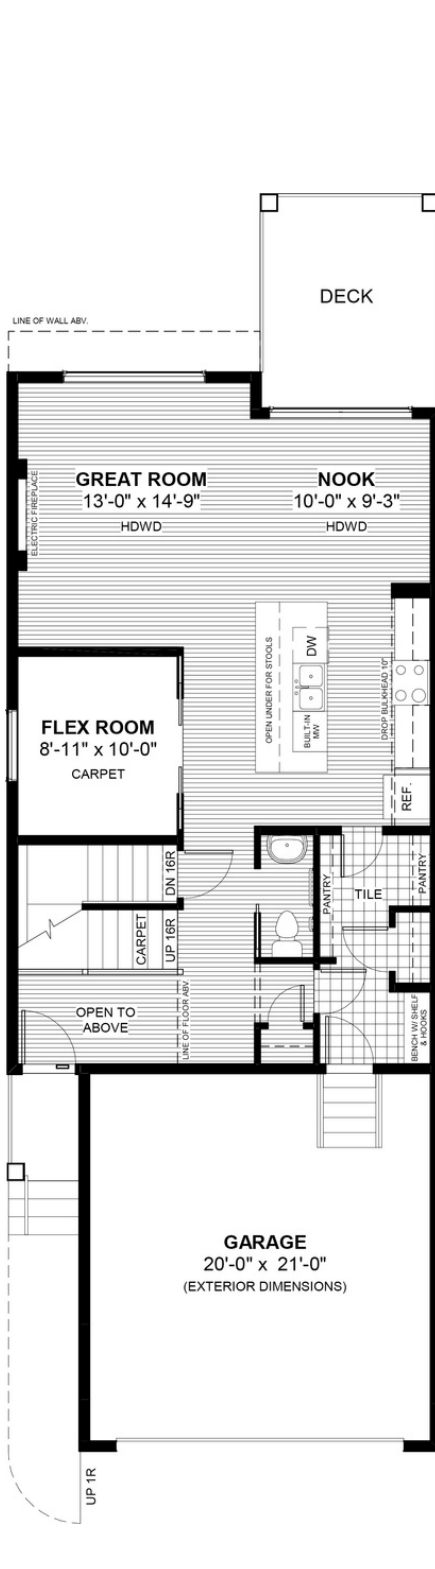 DECK
LINE OF WALL ABV.
GREAT ROOM
13'-0" x 14'-9"
HDWD
NOOK
10'-0" x 9'-3"
HDWD
ELECTRIC FIREPLACE
OPEN UNDER FOR STOOLS
DW
BUILT-IN
MW
DROP BULKHEAD 10"
REF.
FLEX ROOM
8'-11" x 10'-0"
CARPET
DN 16R
CARPET
UP 16R
PANTRY
TILE
PANTRY
OPEN TO
ABOVE
LINE OF FLOOR ABV.
BENCH W/ SHELF
& HOOKS
GARAGE
20'-0" x 21'-0"
(EXTERIOR DIMENSIONS)
UP 1R